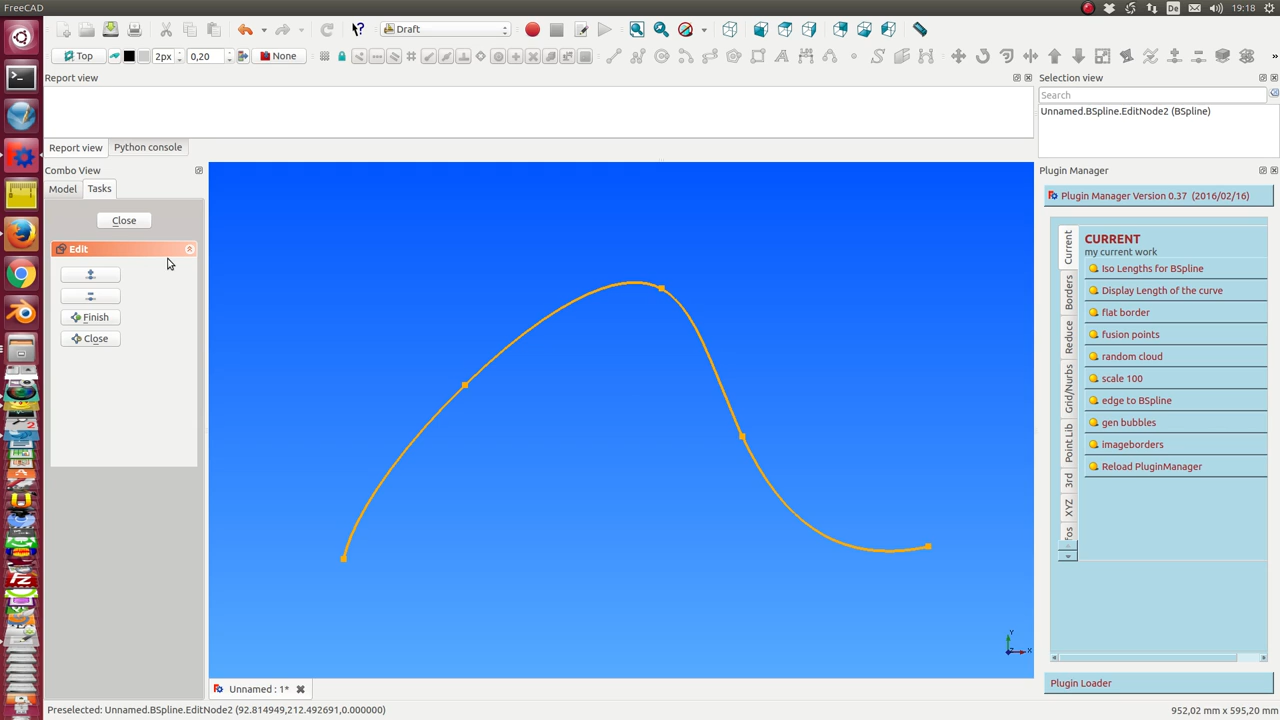 FreeCAD
De
19:18
Draft
Top
2px
0,20
None
Report view
Selection view
Search
Unnamed.BSpline.EditNode2 (BSpline)
Report view
Python console
Combo View
Plugin Manager
Model
Tasks
Plugin Manager Version 0.37 (2016/02/16)
Close
Edit
Finish
Close
Current
Borders
Reduce
Grid/Nurbs
Point Lib
3rd
XYZ
CURRENT
my current work
Iso Lengths for BSpline
Display Length of the curve
flat border
fusion points
random cloud
scale 100
edge to BSpline
gen bubbles
imageborders
Reload PluginManager
Y
Z
X
Unnamed : 1*
Plugin Loader
Preselected: Unnamed.BSpline.EditNode2 (92.814949,212.492691,0.000000)
952,02 mm x 595,20 mm